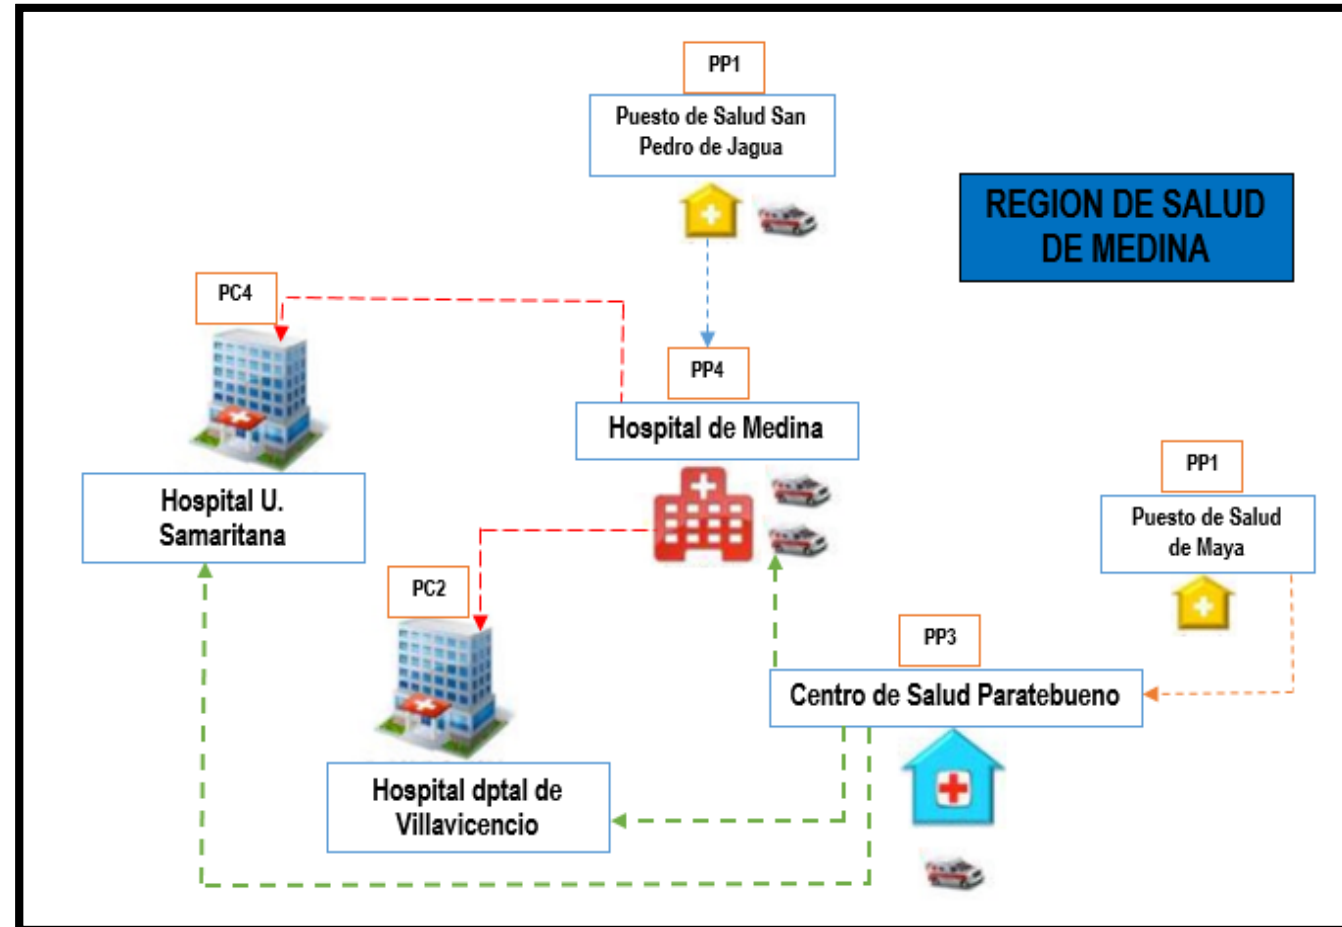 PP1
Puesto de Salud San
Pedro de Jagua
REGION DE SALUD
DE MEDINA
PC4
PP4
Hospital de Medina
Hospital U.
Samaritana
PP1
Puesto de Salud
de Maya
PC2
PP3
Centro de Salud Paratebueno
Hospital dptal de
Villavicencio